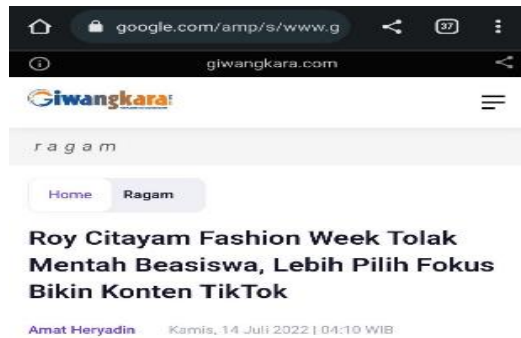 google.com/amp/s/www.g
37
giwangkara.com
Giwangkara
ragam
Home Ragam
Roy Citayam Fashion Week Tolak
Mentah Beasiswa, Lebih Pilih Fokus
Bikin Konten TikTok
Amat Heryadin Kamis, 14 Juli 2022 | 04:10 WIB